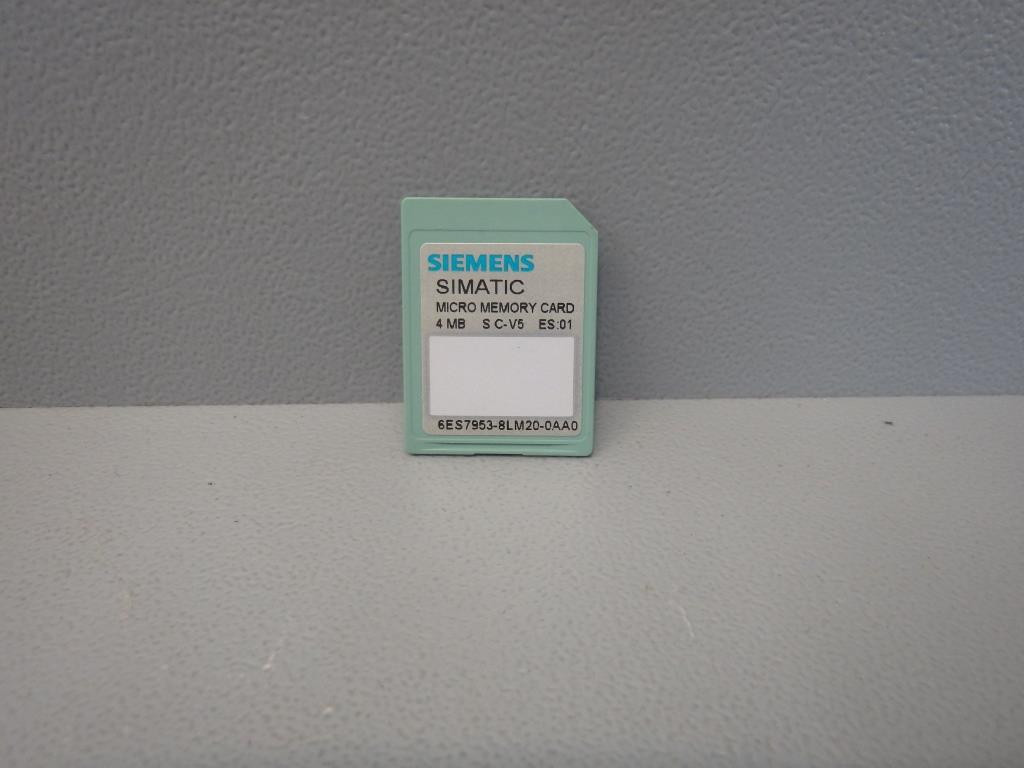 SIEMENS
SIMATIC
MICRO MEMORY CARD
4 MB S C-V5 ES:01
6ES7953-8LM20-0AA0